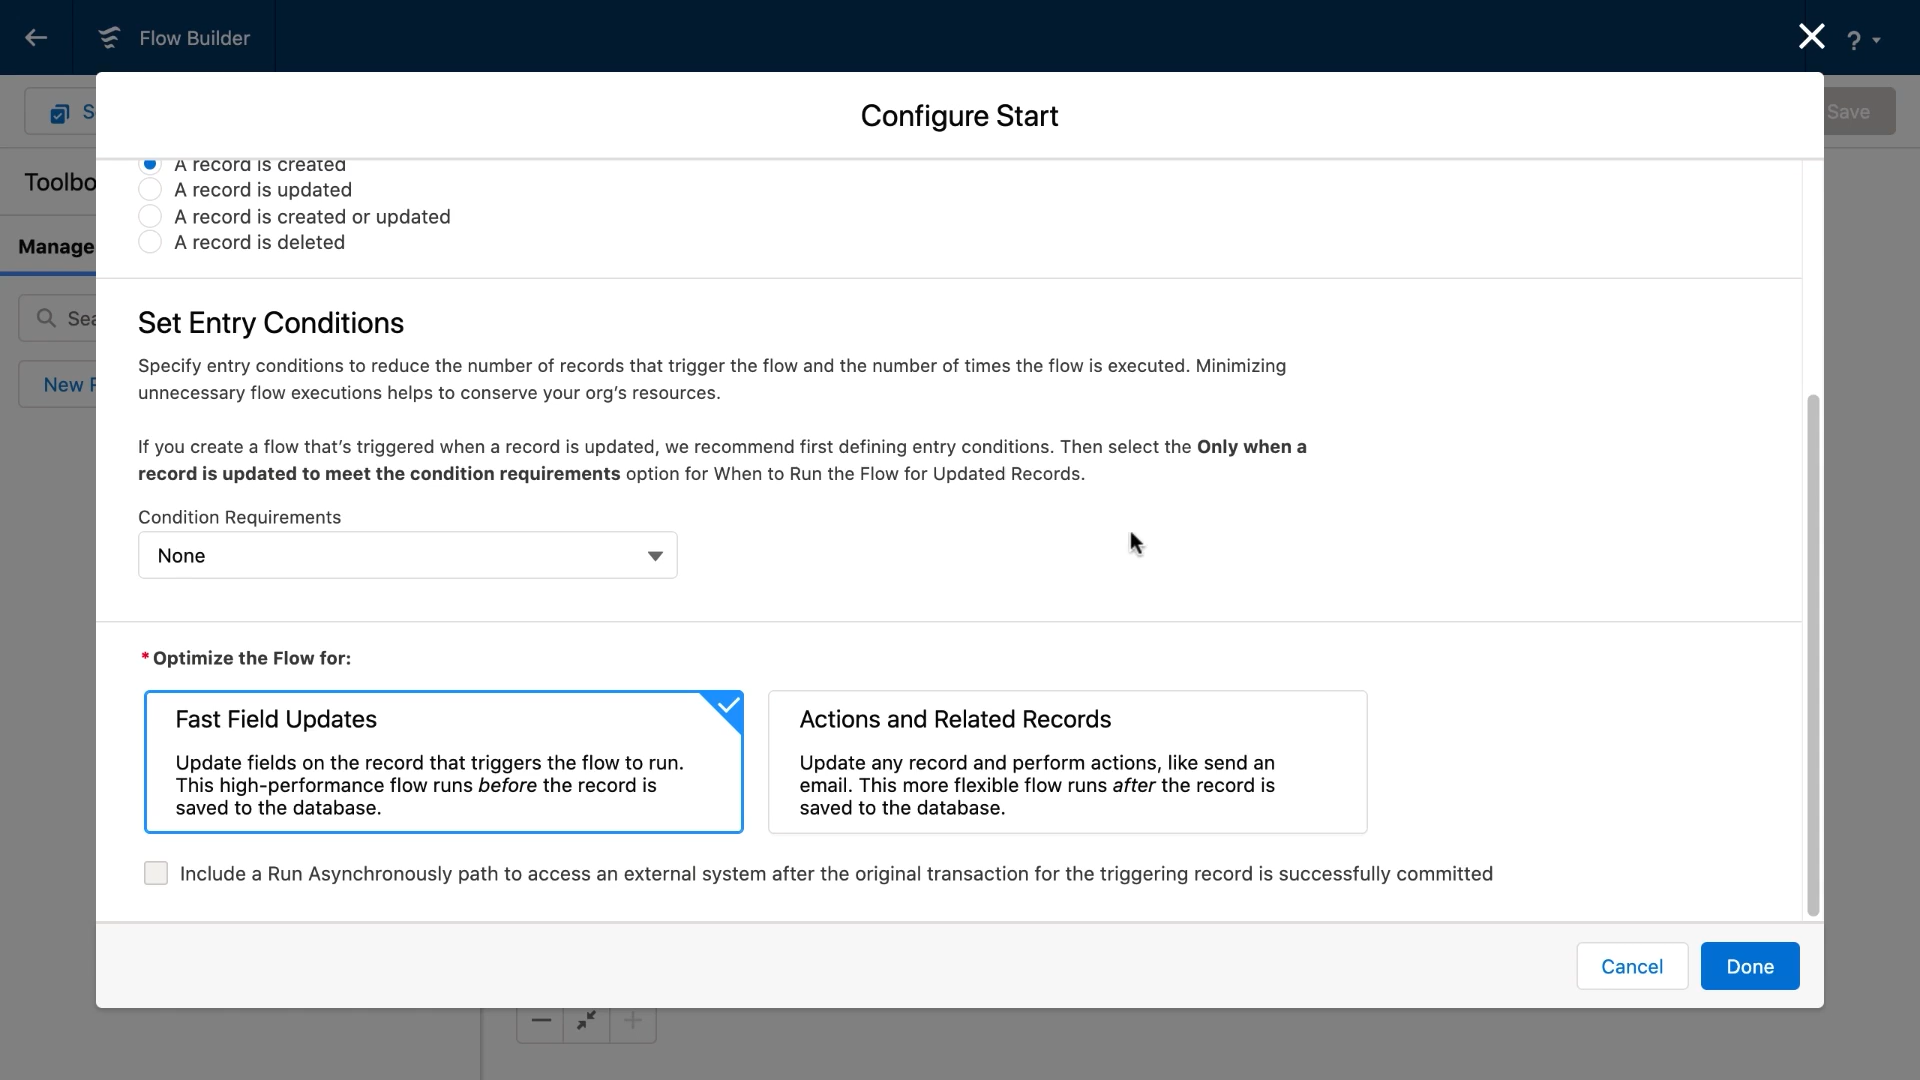 Flow Builder
?
S
Save
Configure Start
Toolbo
A record is created
A record is updated
A record is created or updated
A record is deleted
Manage
Sea
New F
Set Entry Conditions
Specify entry conditions to reduce the number of records that trigger the flow and the number of times the flow is executed. Minimizing
unnecessary flow executions helps to conserve your org’s resources.
If you create a flow that’s triggered when a record is updated, we recommend first defining entry conditions. Then select the Only when a
record is updated to meet the condition requirements option for When to Run the Flow for Updated Records.
Condition Requirements
None
* Optimize the Flow for:
Fast Field Updates
Update fields on the record that triggers the flow to run.
This high-performance flow runs before the record is
saved to the database.
Actions and Related Records
Update any record and perform actions, like send an
email. This more flexible flow runs after the record is
saved to the database.
Include a Run Asynchronously path to access an external system after the original transaction for the triggering record is successfully committed
Cancel
Done